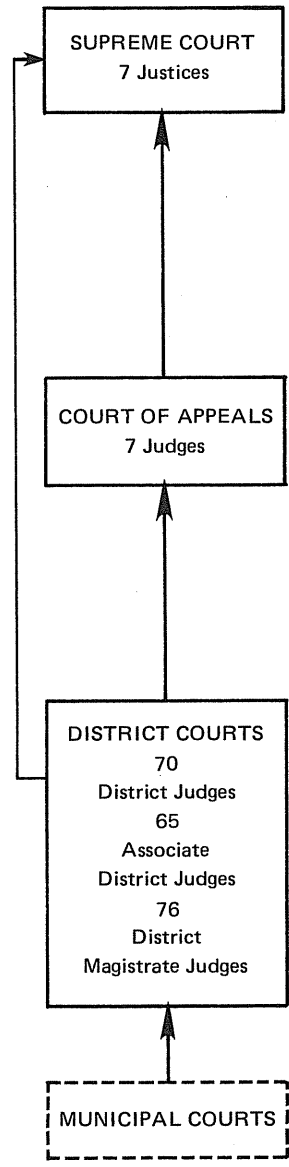 SUPREME COURT
7 Justices
COURT OF APPEALS
7 Judges
DISTRICT COURTS
70
District Judges
65
Associate
District Judges
76
District
Magistrate Judges
MUNICIPAL COURTS